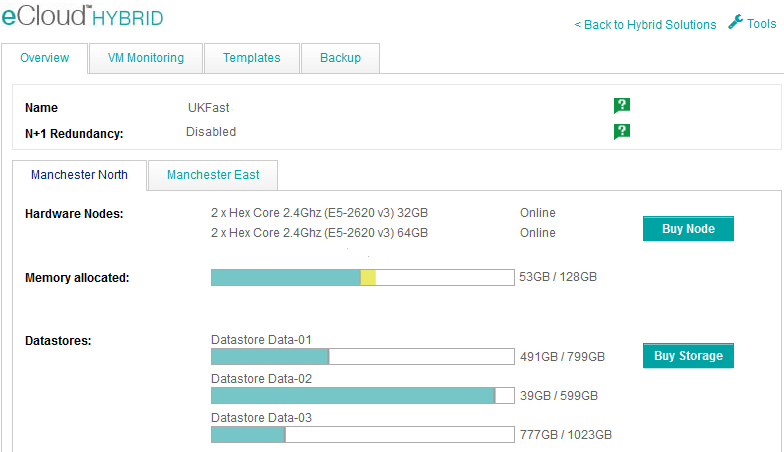 eCloud™HYBRID
< Back to Hybrid Solutions Tools
Overview VM Monitoring Templates Backup
Name UKFast ?
N+1 Redundancy: Disabled ?
Manchester North Manchester East
Hardware Nodes: 2 x Hex Core 2.4Ghz (E5-2620 v3) 32GB Online
2 x Hex Core 2.4Ghz (E5-2620 v3) 64GB Online
Buy Node
Memory allocated: 53GB / 128GB
Datastores: Datastore Data-01
491GB / 799GB Buy Storage
Datastore Data-02
39GB / 599GB
Datastore Data-03
777GB / 1023GB